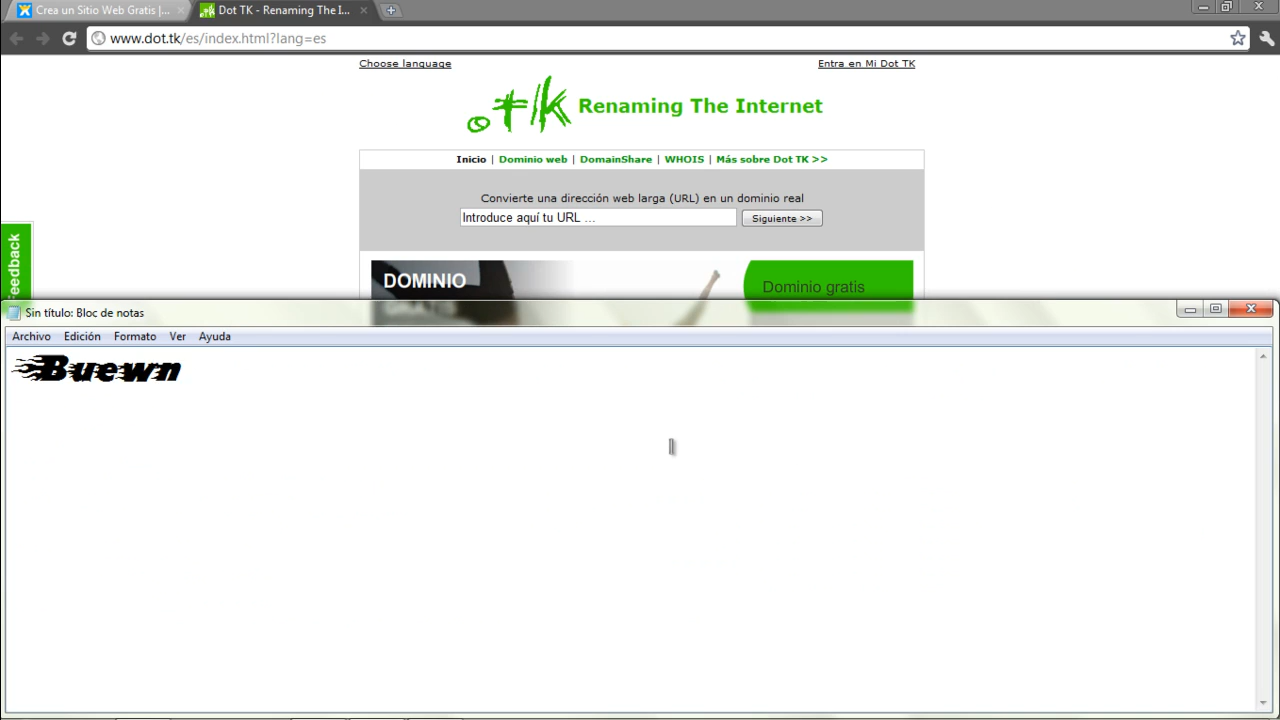 Crea un Sitio Web Gratis |...
Dot TK - Renaming The I...
www.dot.tk/es/index.html?lang=es
Choose language
Entra en Mi Dot TK
.tk Renaming The Internet
Inicio | Dominio web | DomainShare | WHOIS | Más sobre Dot TK >>
Convierte una dirección web larga (URL) en un dominio real
Introduce aquí tu URL ...
Siguiente >>
Feedback
DOMINIO
GRATIS
Dominio gratis
Sin título: Bloc de notas
Archivo Edición Formato Ver Ayuda
Buewn